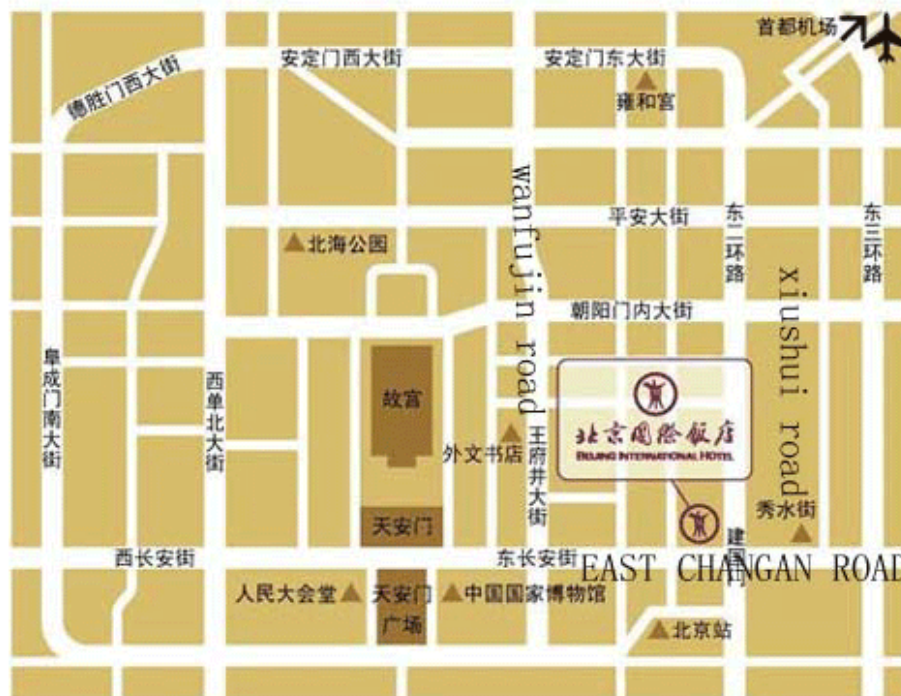 首都机场
安定门西大街
安定门东大街
德胜门西大街
雍和宫
平安大街
东二环路
东三环路
北海公园
wanfujin road
xiushui road
朝阳门内大街
阜成门南大街
西单北大街
故宫
北京国际饭店
BEIJING INTERNATIONAL HOTEL
外文书店
王府井大街
秀水街
天安门
建国门
西长安街
东长安街
EAST CHANGAN ROAD
人民大会堂
天安门
广场
中国国家博物馆
北京站